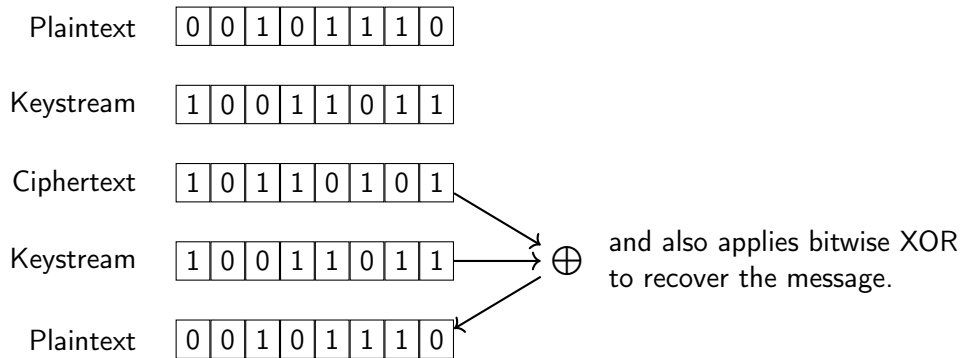 Plaintext 0 0 1 0 1 1 1 0
Keystream 1 0 0 1 1 0 1 1
Ciphertext 1 0 1 1 0 1 0 1
Keystream 1 0 0 1 1 0 1 1
and also applies bitwise XOR
to recover the message.
Plaintext 0 0 1 0 1 1 1 0